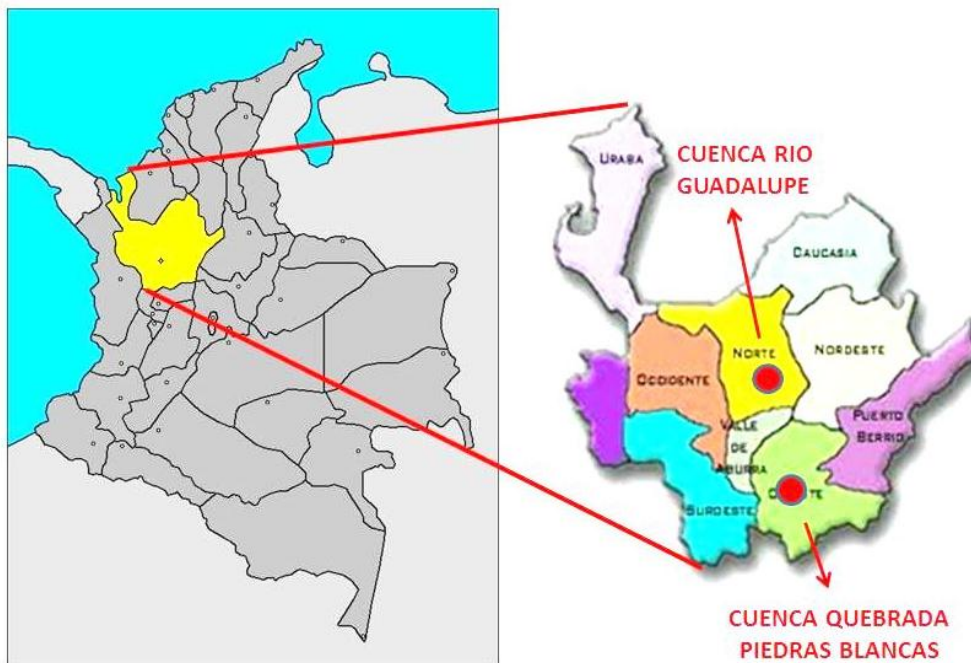 URABA
CUENCA RIO
GUADALUPE
CAUCASIA
NORTE
NORDESTE
OCCIDENTE
PUERTO
BERRIO
VALLE
DE
ABURRA
SUROESTE
CUENCA QUEBRADA
PIEDRAS BLANCAS